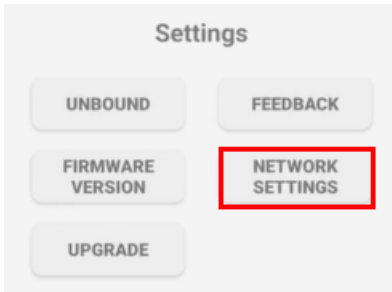 Settings
UNBOUND
FEEDBACK
FIRMWARE
VERSION
NETWORK
SETTINGS
UPGRADE